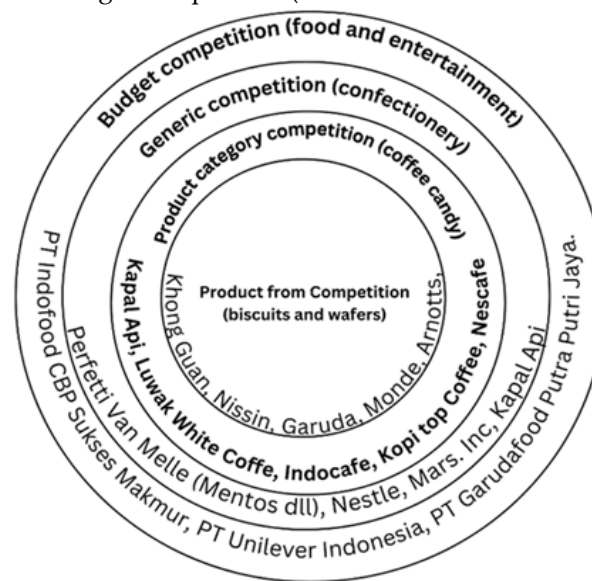 Budget competition (food and entertainment)
Generic competition (confectionery)
Product category competition (coffee candy)
Product from Competition
(biscuits and wafers)
Khong Guan, Nissin, Garuda, Monde, Arnotts,
Kapal Api, Luwak White Coffe, Indocafe, Kopi top Coffee, Nescafe
Perfetti Van Melle (Mentos dll), Nestle, Mars. Inc, Kapal Api
PT Indofood CBP Sukses Makmur, PT Unilever Indonesia, PT Garudafood Putra Putri Jaya.